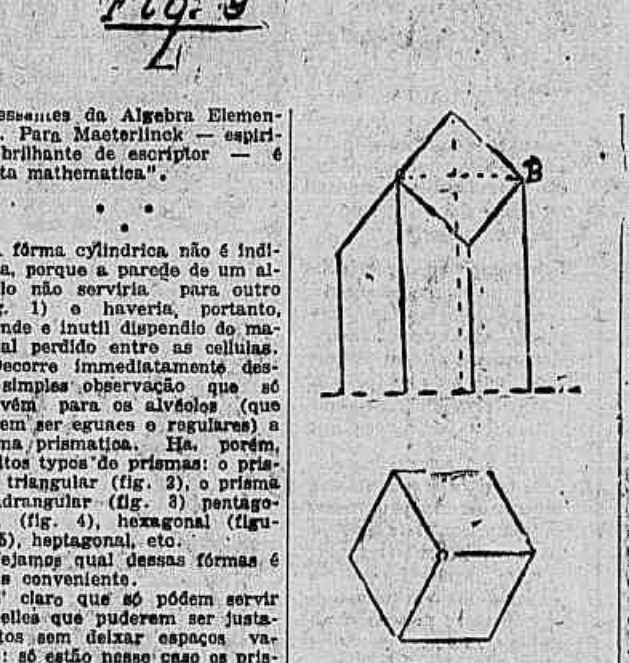 Fig. 9
4
da Algebra Elemen-
. Para Maeterlinck — espiri-
brilhante de escriptor — é
ta mathematica".
a fórma cylindrica não é indi-
a, porque a parede de um al-
lo não serviria para outro
g. 1) e haveria, portanto,
nde e inutil dispendio do ma-
al perdido entre as cellulas.
ecorre immediatamente des-
simples observação que só
vém para os alvéolos (que
em ser eguaes e regulares) a
ma prismatica. Ha, porém,
itos typos de prismas: o pris-
triangular (fig. 2), o prisma
adrangular (fig. 3) pentago-
(fig. 4), hexagonal (figu-
5), heptagonal, etc.
ejamos qual dessas fórmas é
s conveniente.
' claro que só pódem servir
elles que puderem ser justa-
tos sem deixar espaços va-
: só estão nesse caso os pris-
B